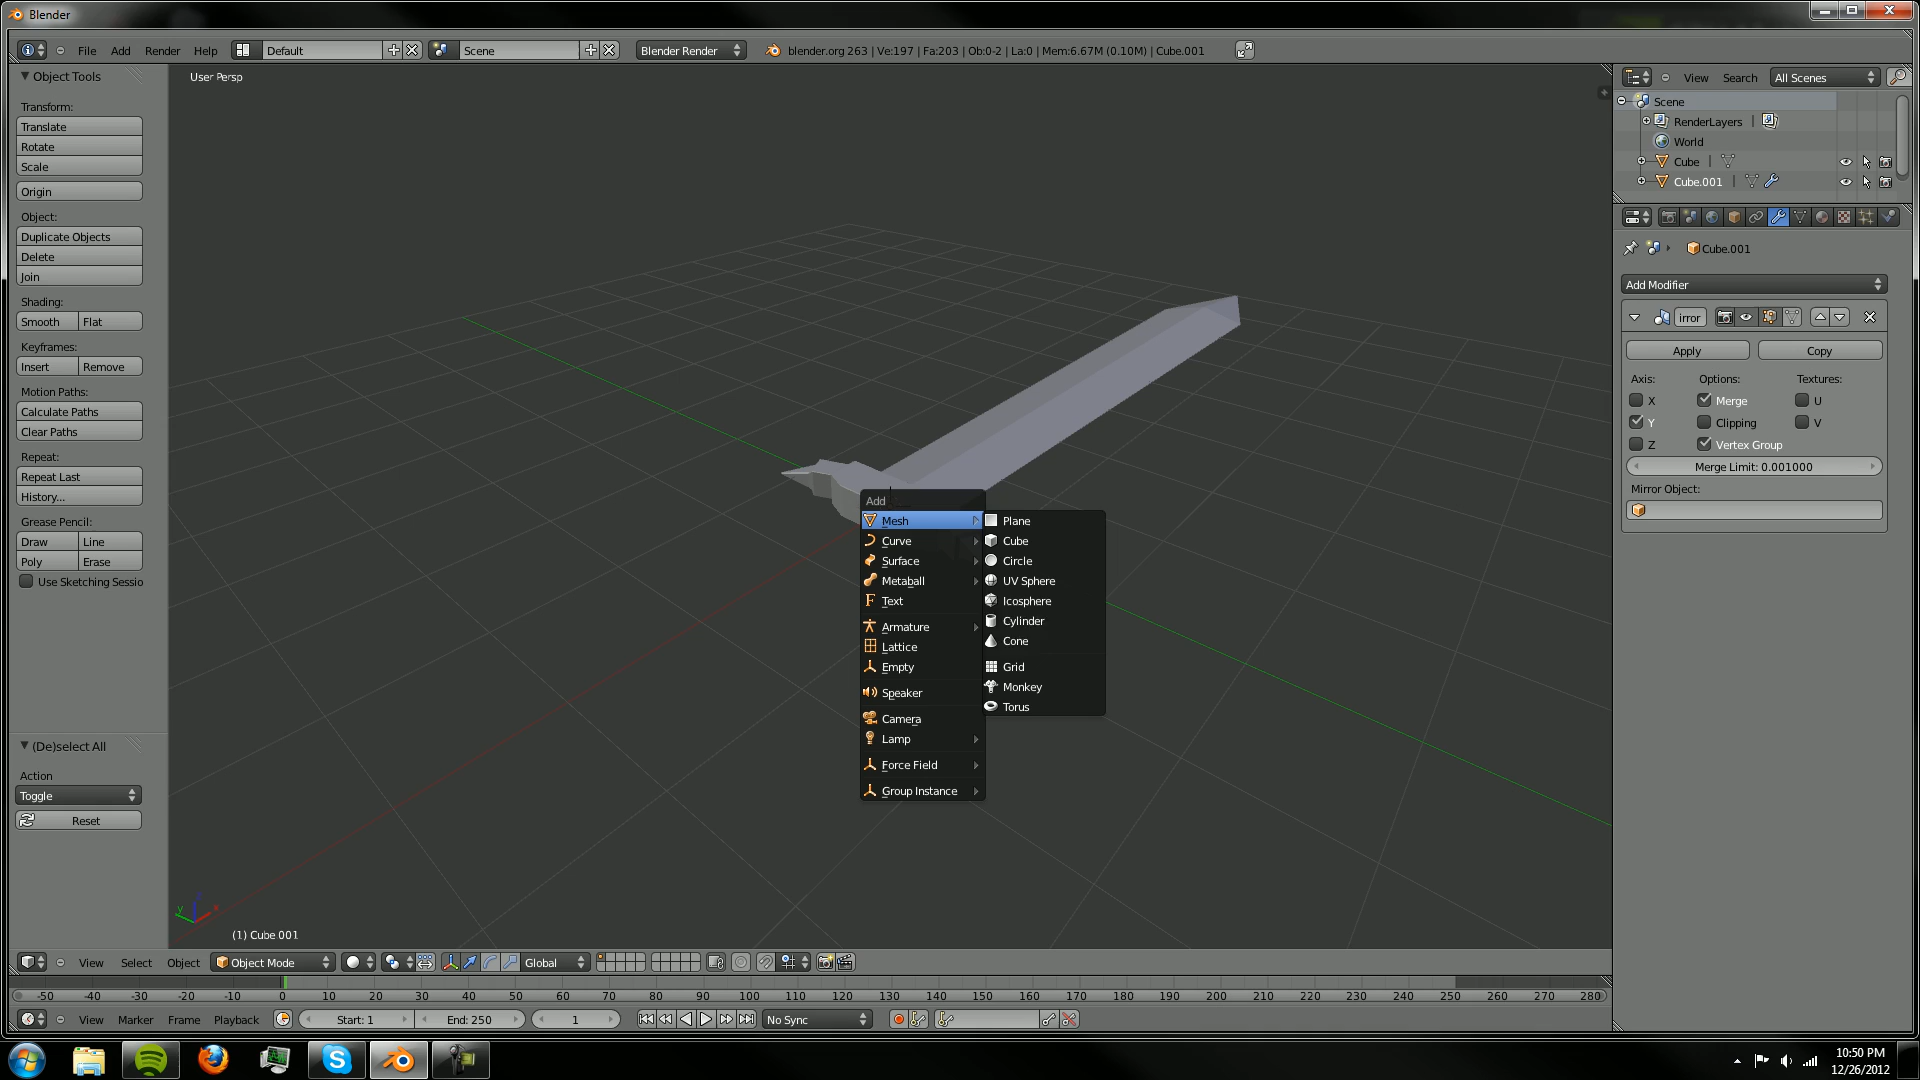 Blender
File Add Render Help Default Scene Blender Render blender.org 263 | Ve:197 | Fa:203 | Ob:0-2 | La:0 | Mem:6.67M (0.10M) | Cube.001
Object Tools
Transform:
Translate
Rotate
Scale
Origin
Object:
Duplicate Objects
Delete
Join
Shading:
Smooth Flat
Keyframes:
Insert Remove
Motion Paths:
Calculate Paths
Clear Paths
Repeat:
Repeat Last
History...
Grease Pencil:
Draw Line
Poly Erase
Use Sketching Sessio
(De)select All
Action
Toggle
Reset
User Persp
Add
Mesh
Curve
Surface
Metaball
Text
Armature
Lattice
Empty
Speaker
Camera
Lamp
Force Field
Group Instance
Plane
Cube
Circle
UV Sphere
Icosphere
Cylinder
Cone
Grid
Monkey
Torus
(1) Cube 001
View Search All Scenes
Scene
RenderLayers |
World
Cube |
Cube.001 |
Cube.001
Add Modifier
irror
Apply Copy
Axis: Options: Textures:
X Merge U
Y Clipping V
Z Vertex Group
Merge Limit: 0.001000
Mirror Object:
View Select Object Object Mode Global
-50 -40 -30 -20 -10 0 10 20 30 40 50 60 70 80 90 100 110 120 130 140 150 160 170 180 190 200 210 220 230 240 250 260 270 280
View Marker Frame Playback Start: 1 End: 250 1 No Sync
10:50 PM
12/26/2012